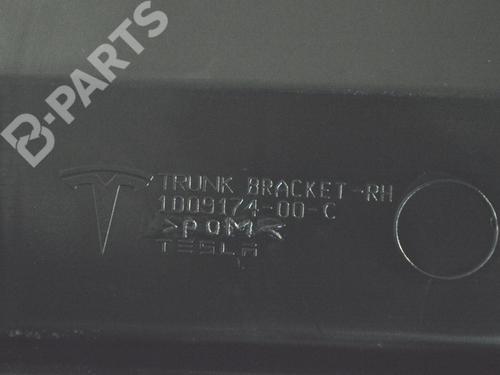 B-PARTS
TRUNK BRACKET-RH
1009174-00-C
>POM<
TESLA